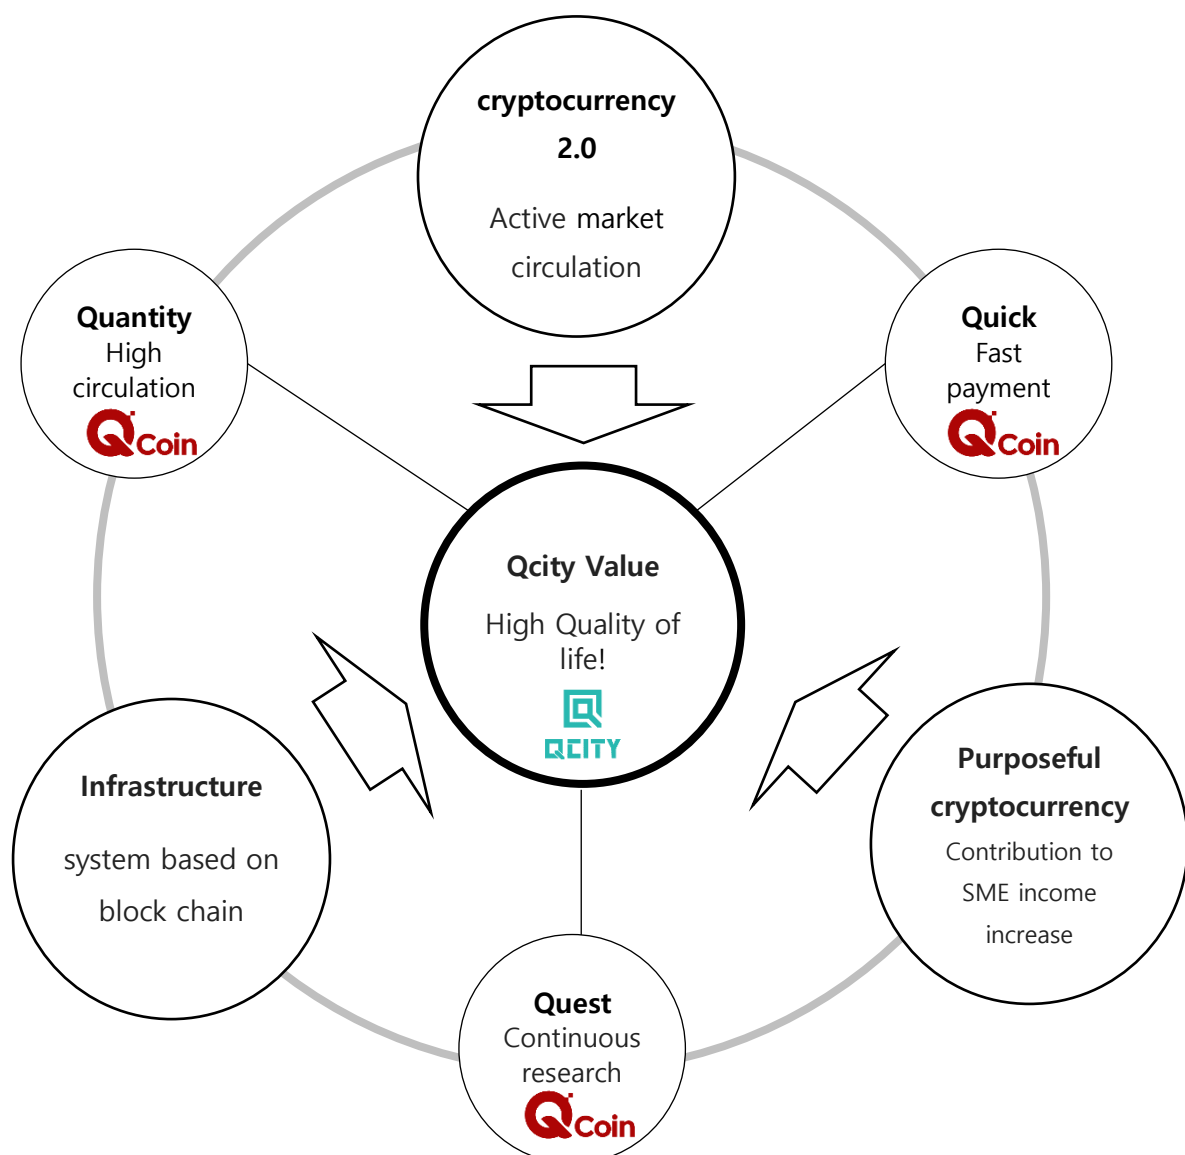 cryptocurrency
2.0
Active market
circulation
Quantity
High
circulation
QCoin
Quick
Fast
payment
QCoin
Qcity Value
High Quality of
life!
QCITY
Infrastructure
system based on
block chain
Purposeful
cryptocurrency
Contribution to
SME income
increase
Quest
Continuous
research
QCoin